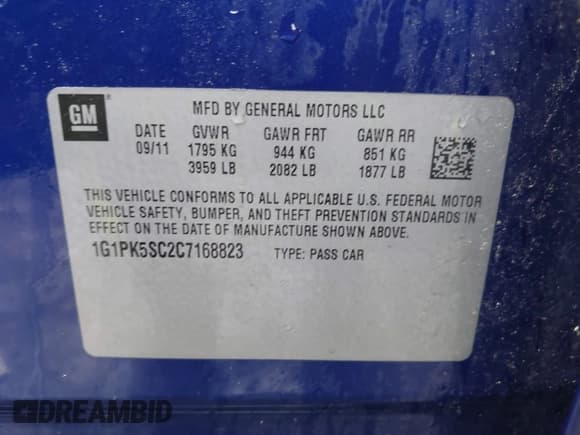 GM
®
MFD BY GENERAL MOTORS LLC
DATE GVWR GAWR FRT GAWR RR
09/11 1795 KG 944 KG 851 KG
3959 LB 2082 LB 1877 LB
THIS VEHICLE CONFORMS TO ALL APPLICABLE U.S. FEDERAL MOTOR
VEHICLE SAFETY, BUMPER, AND THEFT PREVENTION STANDARDS IN
EFFECT ON THE DATE OF MANUFACTURE SHOWN ABOVE.
1G1PK5SC2C7168823 TYPE: PASS CAR
DREAMBID